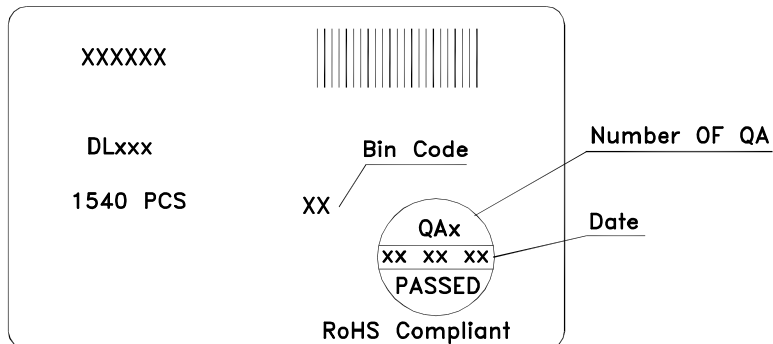 XXXXXX
DLxxx
Bin Code
Number OF QA
1540 PCS
XX
QAx
Date
xx xx xx
PASSED
RoHS Compliant